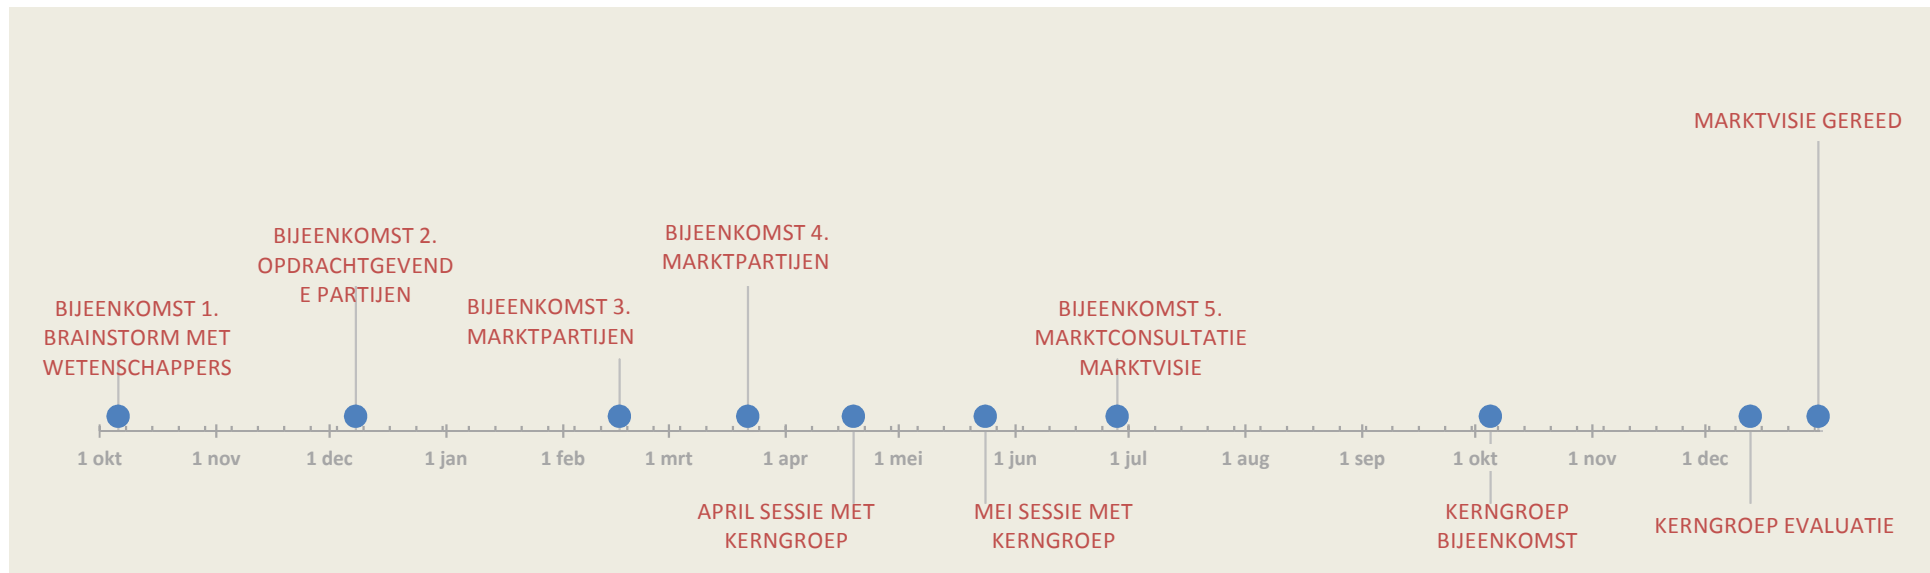 MARKTVISIE GEREED
BIJEENKOMST 1.
BRAINSTORM MET
WETENSCHAPPERS
BIJEENKOMST 2.
OPDRACHTGEVEND
E PARTIJEN
BIJEENKOMST 3.
MARKTPARTIJEN
BIJEENKOMST 4.
MARKTPARTIJEN
BIJEENKOMST 5.
MARKTCONSULTATIE
MARKTVISIE
1 okt 1 nov 1 dec 1 jan 1 feb 1 mrt 1 apr 1 mei 1 jun 1 jul 1 aug 1 sep 1 okt 1 nov 1 dec
APRIL SESSIE MET
KERNGROEP
MEI SESSIE MET
KERNGROEP
KERNGROEP
BIJEENKOMST
KERNGROEP EVALUATIE